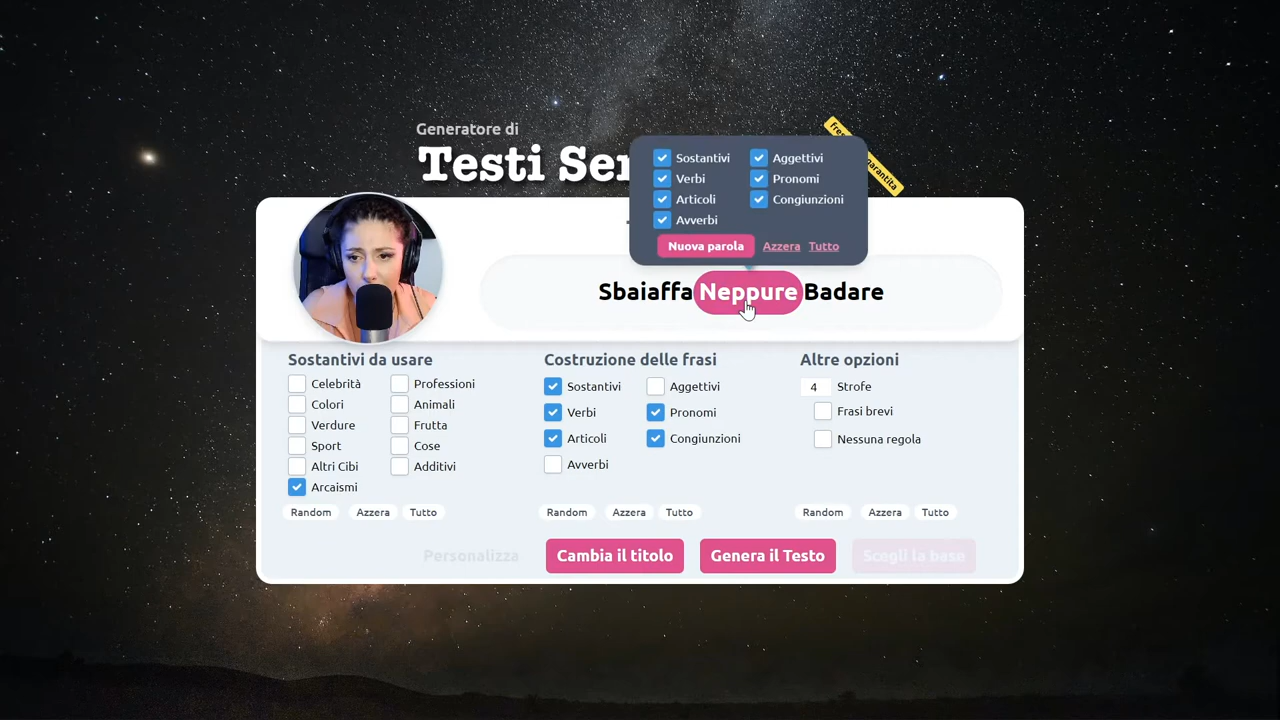 Generatore di
Testi
Sostantivi
Aggettivi
Verbi
Pronomi
Articoli
Congiunzioni
Avverbi
Nuova parola
Azzera
Tutto
Sbaiaffa Neppure Badare
Sostantivi da usare
Celebrità
Professioni
Colori
Animali
Verdure
Frutta
Sport
Cose
Altri Cibi
Additivi
Arcaismi
Random
Azzera
Tutto
Costruzione delle frasi
Sostantivi
Aggettivi
Verbi
Pronomi
Articoli
Congiunzioni
Avverbi
Random
Azzera
Tutto
Altre opzioni
4 Strofe
Frasi brevi
Nessuna regola
Random
Azzera
Tutto
Personalizza
Cambia il titolo
Genera il Testo
Scegli la base